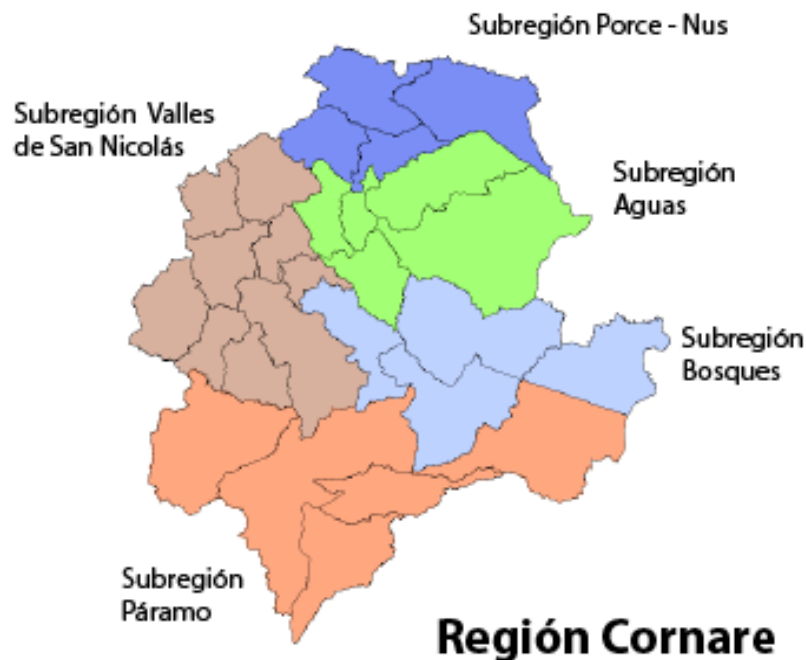 Subregión Porce - Nus
Subregión Valles
de San Nicolás
Subregión
Aguas
Subregión
Bosques
Subregión
Páramo
Región Cornare